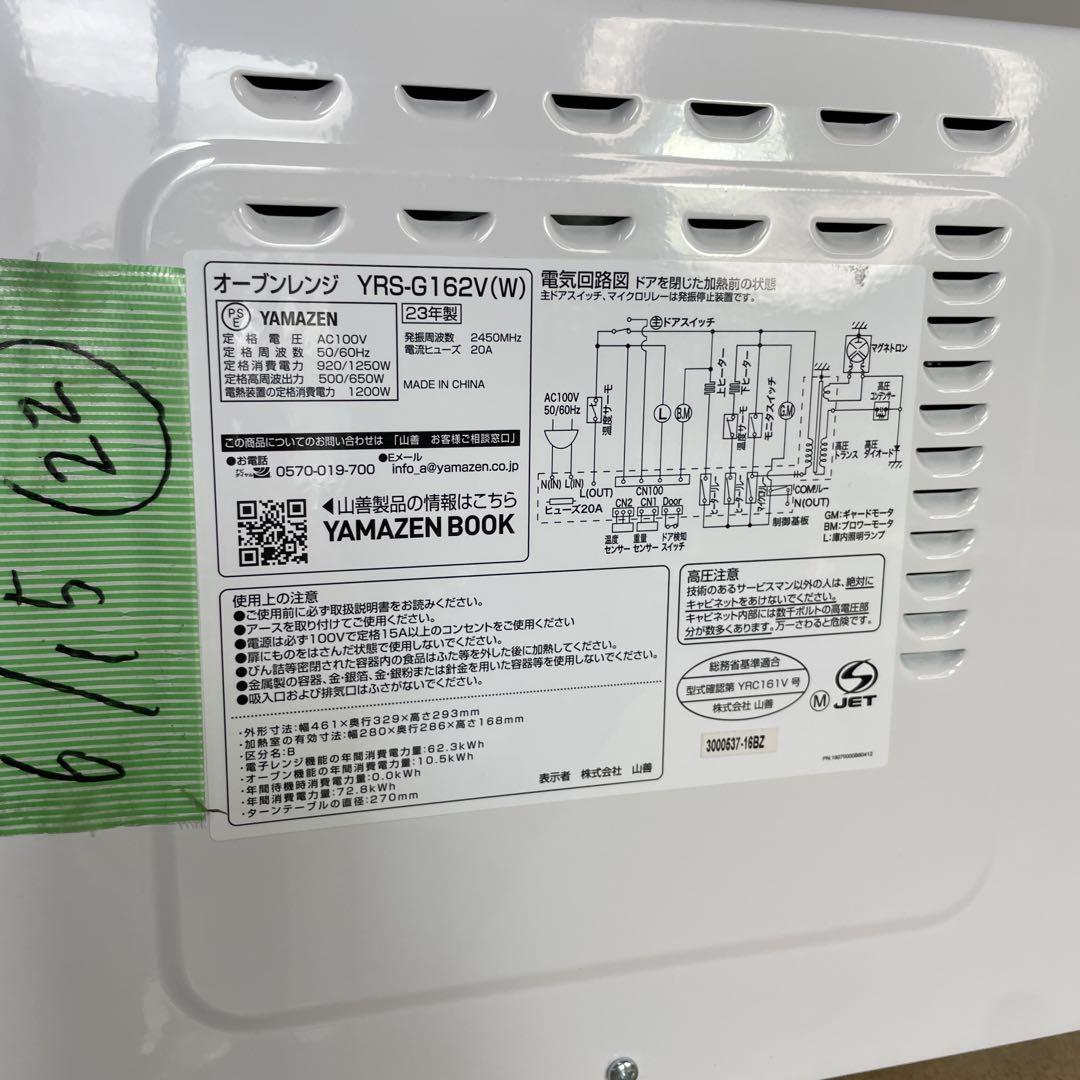 オーブンレンジ YRS-G162V(W)
PS
E
YAMAZEN
23年製
定格電圧 AC100V
定格周波数 50/60Hz
定格消費電力 920/1250W
定格高周波出力 500/650W
電熱装置の定格消費電力 1200W
発振周波数 2450MHz
電流ヒューズ 20A
MADE IN CHINA
この商品についてのお問い合わせは 「山善 お客様ご相談窓口」
●お電話
ナビダイヤル 0570-019-700
●Eメール
info_a@yamazen.co.jp
◀山善製品の情報はこちら
YAMAZEN BOOK
使用上の注意
●ご使用前に必ず取扱説明書をお読みください。
●アースを取り付けてご使用ください。
●電源は必ず100Vで定格15A以上のコンセントをご使用ください
●扉にものをはさんだ状態で使用しないでください。
●びん詰等密閉された容器内の食品はふた等を外した後に加熱してください。
●金属製の容器、金・銀箔、金・銀粉または針金を用いた容器等を使用しないでください。
●吸入口および排気口はふさがないでください。
・外形寸法：幅461×奥行329×高さ293mm
・加熱室の有効寸法：幅280×奥行286×高さ168mm
・区分名：B
・電子レンジ機能の年間消費電力量：62.3kWh
・オーブン機能の年間消費電力量：10.5kWh
・年間待機時消費電力量：0.0kWh
・年間消費電力量：72.8kWh
・ターンテーブルの直径：270mm
表示者 株式会社 山善
電気回路図 ドアを閉じた加熱前の状態
主ドアスイッチ、マイクロリレーは発振停止装置です。
主ドアスイッチ
マグネトロン
AC100V
50/60Hz
温度サーモ
L
B.M
上ヒーター
下ヒーター
温度サーモ
モニタスイッチ
G.M
高圧
コンデンサー
高圧
トランス
高圧
ダイオード
N(IN) L(IN)
L(OUT)
ヒューズ20A
CN100
CN2 CN1 Door
COMリレー
N(OUT)
制御基板
温度
センサー
重量
センサー
ドア検知
スイッチ
GM:ギャードモータ
BM:ブロワーモータ
L:庫内照明ランプ
高圧注意
技術のあるサービスマン以外の人は、絶対に
キャビネットをあけないでください。
キャビネット内部には数千ボルトの高電圧部
分が数多くあります。万一さわると危険です。
総務省基準適合
型式確認第 YRC161V 号
株式会社 山善
M
JET
3000537-16BZ
6/15 22